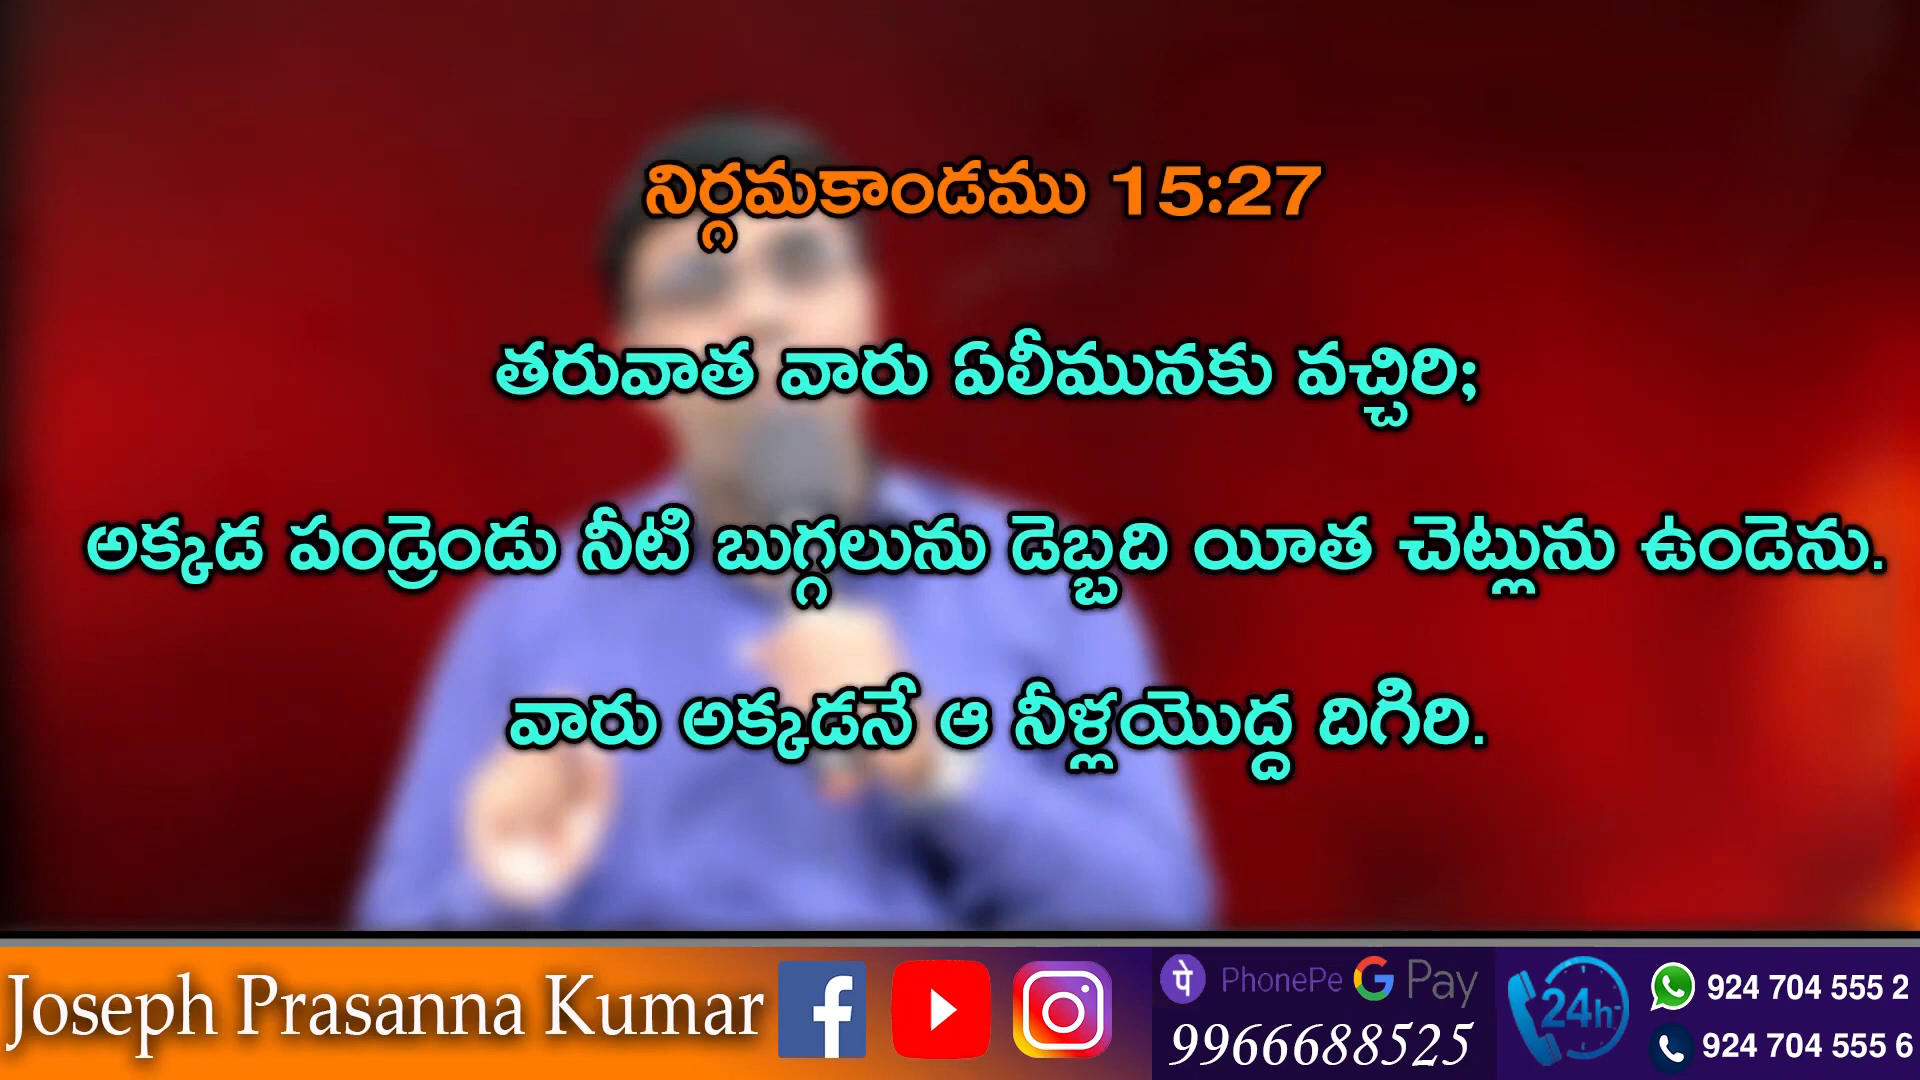 నిర్గమకాండము 15:27
తరువాత వారు ఏలీమునకు వచ్చిరి;
అక్కడ పండ్రెండు నీటి బుగ్గలును డెబ్బది యీత చెట్లును ఉండెను.
వారు అక్కడనే ఆ నీళ్లయొద్ద దిగిరి.
Joseph Prasanna Kumar
पे PhonePe G Pay
9966688525
24h
924 704 555 2
924 704 555 6